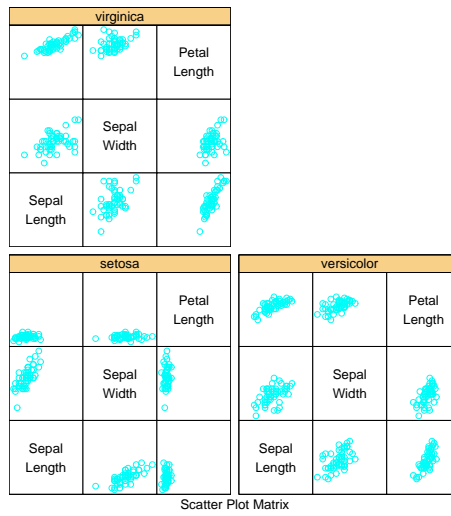 virginica
Petal
Length
Sepal
Width
Sepal
Length
setosa
Petal
Length
Sepal
Width
Sepal
Length
versicolor
Petal
Length
Sepal
Width
Sepal
Length
Scatter Plot Matrix